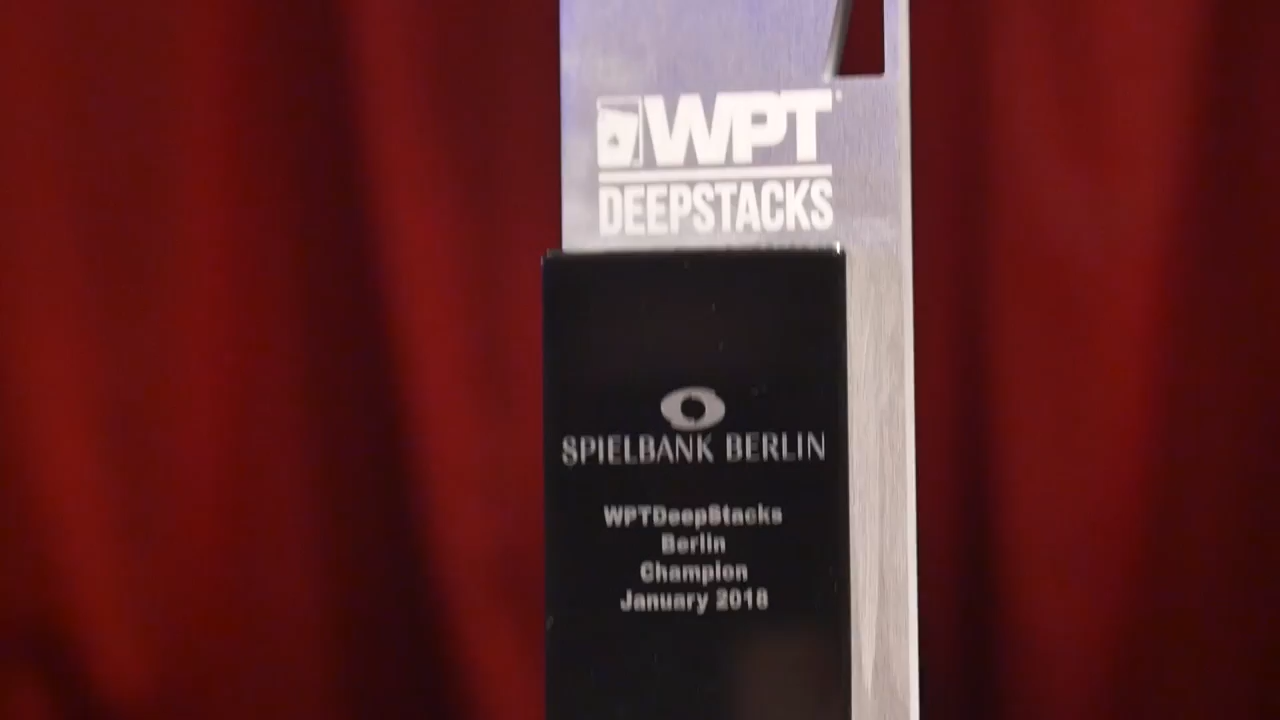 WPT
DEEPSTACKS
SPIELBANK BERLIN
WPTDeepStacks
Berlin
Champion
January 2018